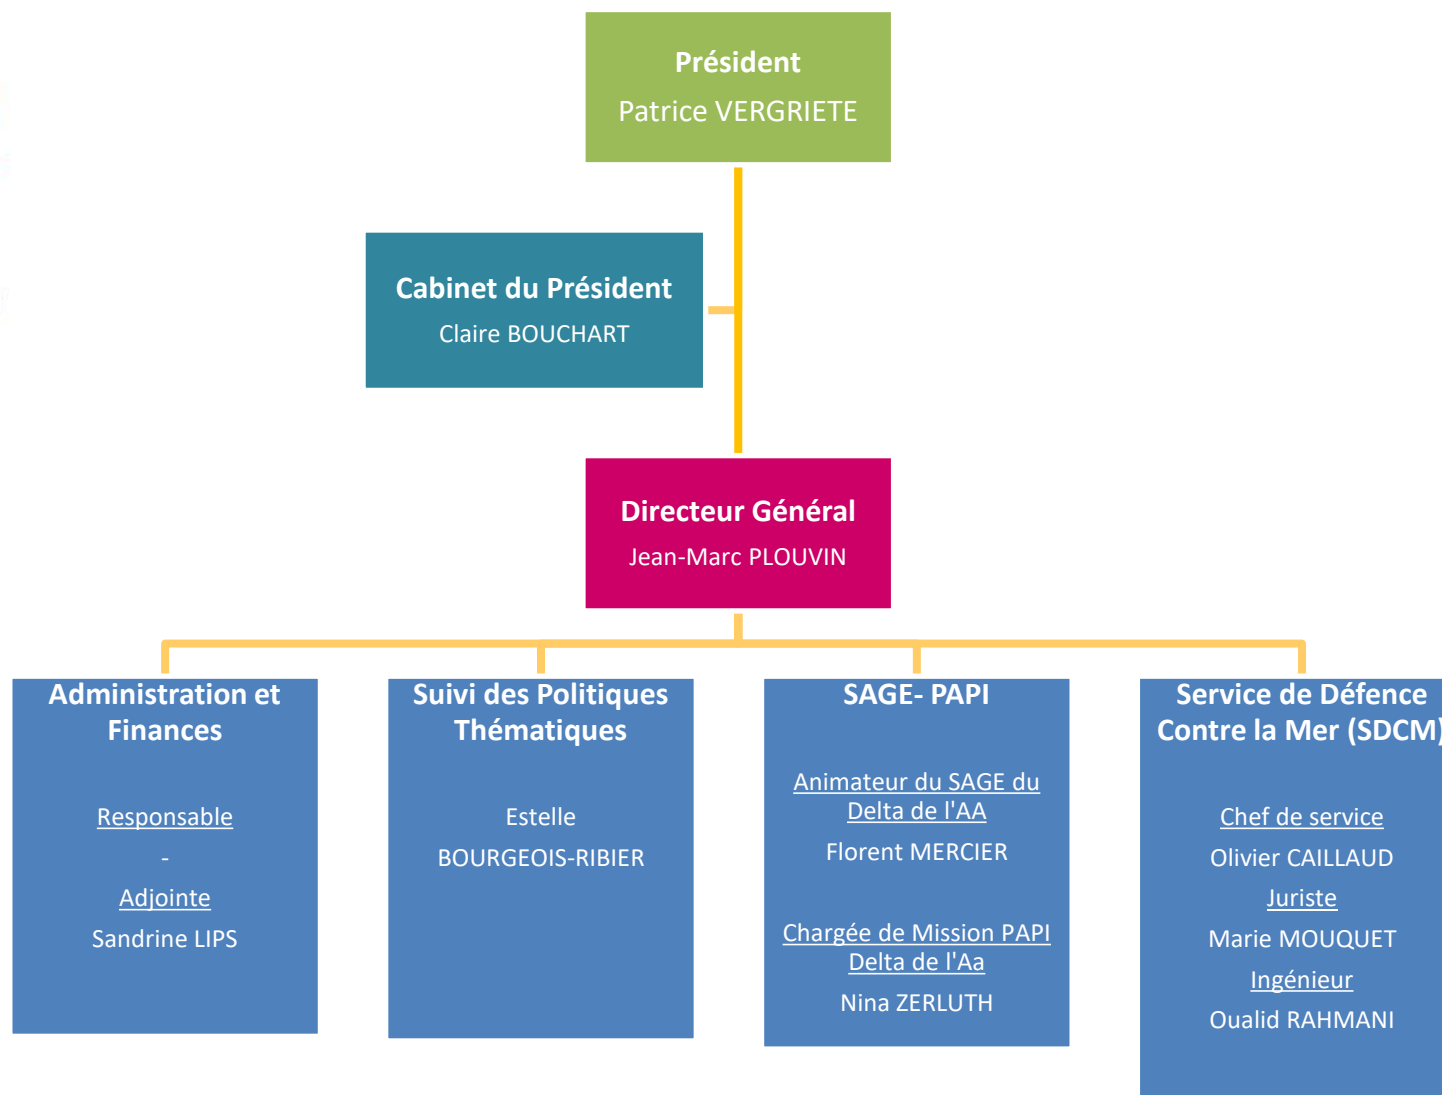 Président
Patrice VERGRIETE
Cabinet du Président
Claire BOUCHART
Directeur Général
Jean-Marc PLOUVIN
Administration et
Finances
Responsable
-
Adjointe
Sandrine LIPS
Suivi des Politiques
Thématiques
Estelle
BOURGEOIS-RIBIER
SAGE- PAPI
Animateur du SAGE du
Delta de l'AA
Florent MERCIER
Chargée de Mission PAPI
Delta de l'Aa
Nina ZERLUTH
Service de Défence
Contre la Mer (SDCM)
Chef de service
Olivier CAILLAUD
Juriste
Marie MOUQUET
Ingénieur
Oualid RAHMANI